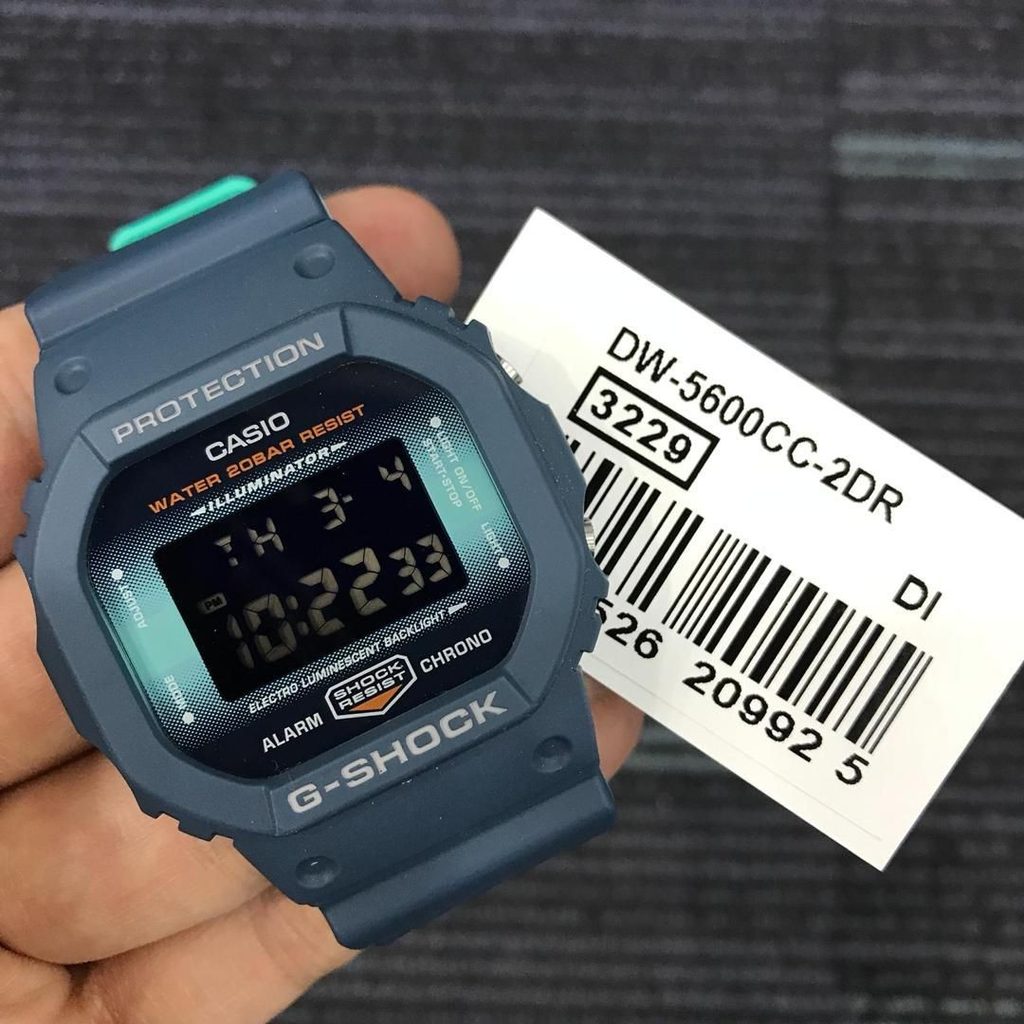 PROTECTION
CASIO
WATER 20BAR RESIST
ILLUMINATOR
LIGHT ON/OFF
START·STOP
LIGHT
ADJUST
MODE
TH 3- 4
PM
10:22 33
ELECTRO LUMINESCENT BACKLIGHT
SHOCK
RESIST
ALARM
CHRONO
G-SHOCK
DW-5600CC-2DR
3229
DI
526 20992 5